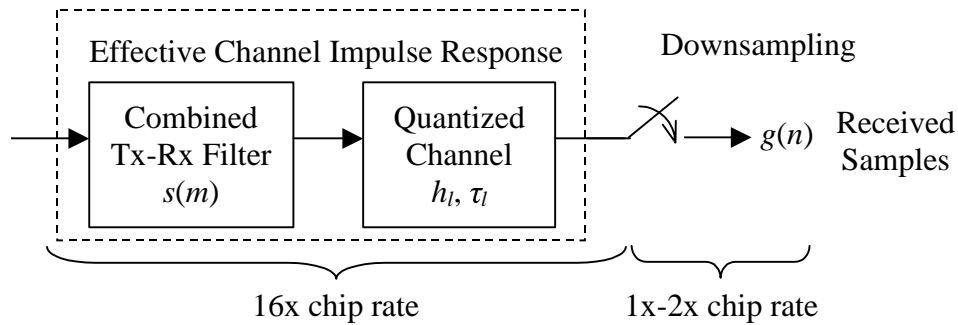 Effective Channel Impulse Response
Downsampling
Combined
Tx-Rx Filter
s(m)
Quantized
Channel
hₗ, τₗ
g(n)
Received
Samples
16x chip rate
1x-2x chip rate